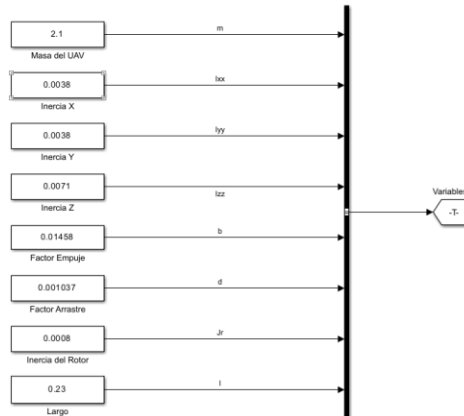 2.1
m
Masa del UAV
0.0038
Ixx
Inercia X
0.0038
Iyy
Inercia Y
0.0071
Izz
Inercia Z
Variables
-T-
0.01458
b
Factor Empuje
0.001037
d
Factor Arrastre
0.0008
Jr
Inercia del Rotor
0.23
l
Largo